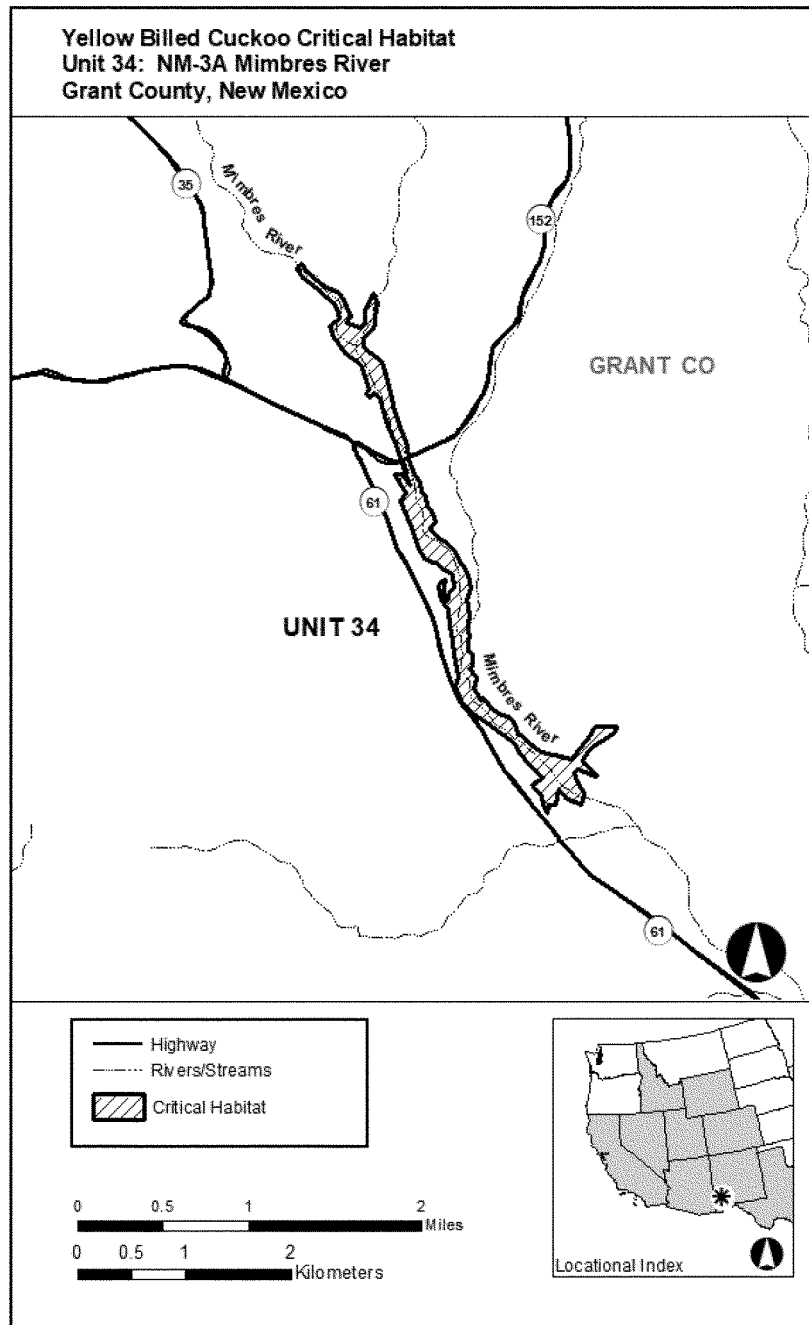 Yellow Billed Cuckoo Critical Habitat
Unit 34: NM-3A Mimbres River
Grant County, New Mexico
Mimbres River
35
152
GRANT CO
61
UNIT 34
Mimbres River
61
Highway
Rivers/Streams
Critical Habitat
0 0.5 1 2
Miles
0 0.5 1 2
Kilometers
Locational Index